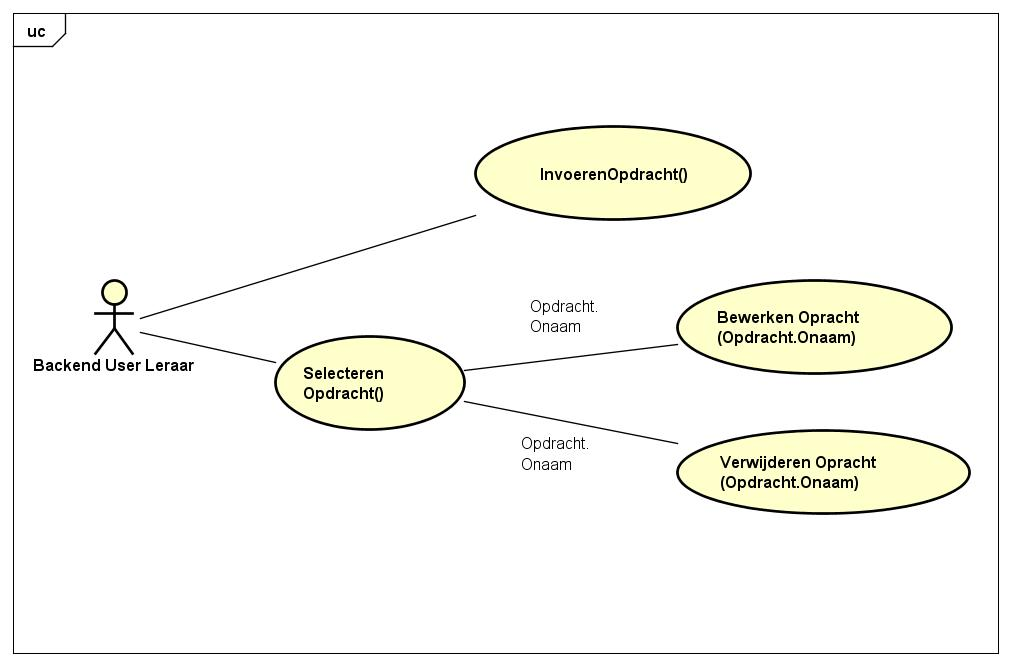 uc
InvoerenOpdracht()
Opdracht.
Onaam
Bewerken Opracht
(Opdracht.Onaam)
Backend User Leraar
Selecteren
Opdracht()
Opdracht.
Onaam
Verwijderen Opracht
(Opdracht.Onaam)